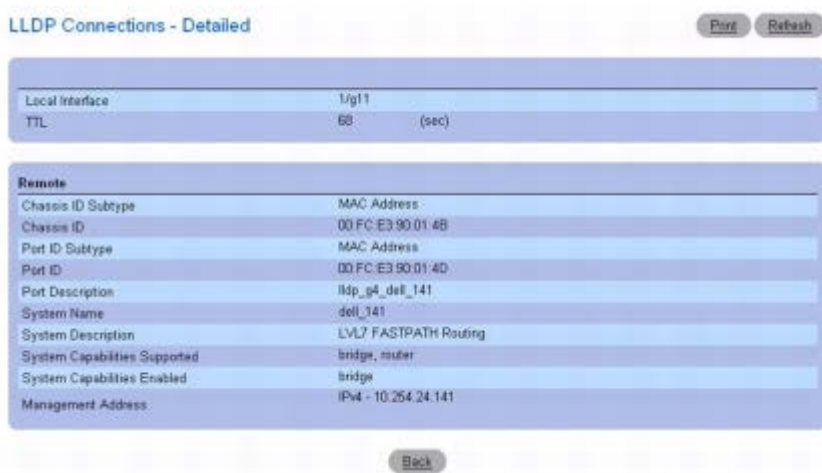 LLDP Connections - Detailed
Print Refresh
Local Interface 1/g11
TTL 68 (sec)
Remote
Chassis ID Subtype MAC Address
Chassis ID 00:FC:E3:90:01:4B
Port ID Subtype MAC Address
Port ID 00:FC:E3:90:01:4D
Port Description lldp_g4_dell_141
System Name dell_141
System Description LVL7 FASTPATH Routing
System Capabilities Supported bridge, router
System Capabilities Enabled bridge
Management Address IPv4 - 10.254.24.141
Back